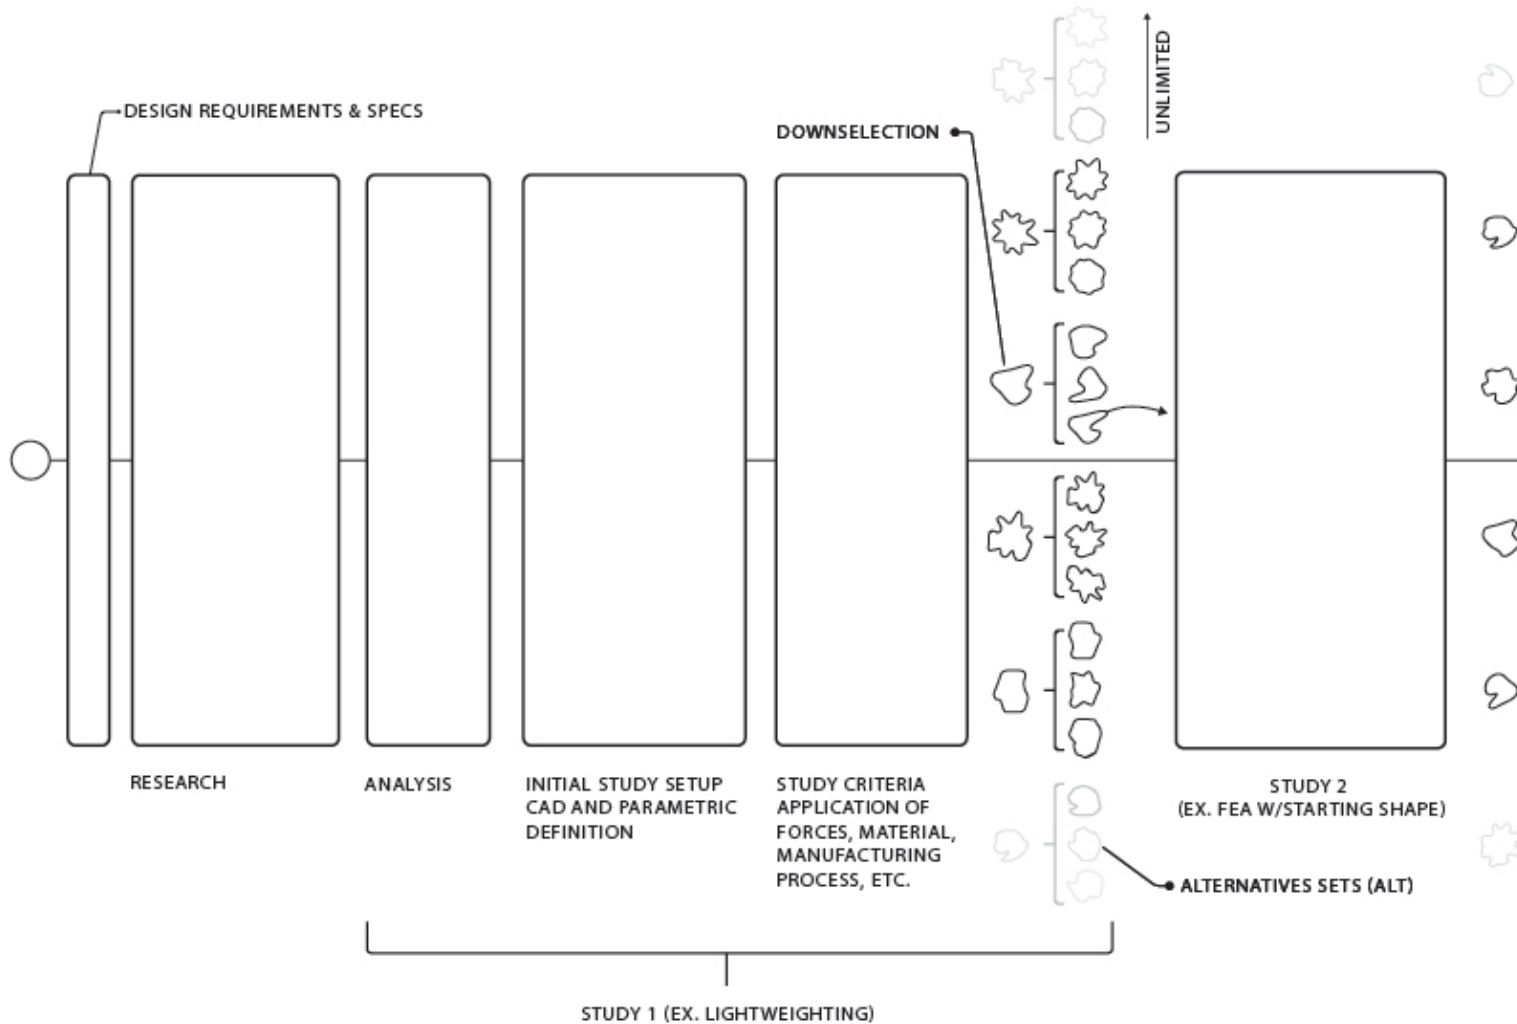 UNLIMITED
DESIGN REQUIREMENTS & SPECS
DOWNSELECTION
RESEARCH
ANALYSIS
INITIAL STUDY SETUP
CAD AND PARAMETRIC
DEFINITION
STUDY CRITERIA
APPLICATION OF
FORCES, MATERIAL,
MANUFACTURING
PROCESS, ETC.
STUDY 2
(EX. FEA W/STARTING SHAPE)
ALTERNATIVES SETS (ALT)
STUDY 1 (EX. LIGHTWEIGHTING)